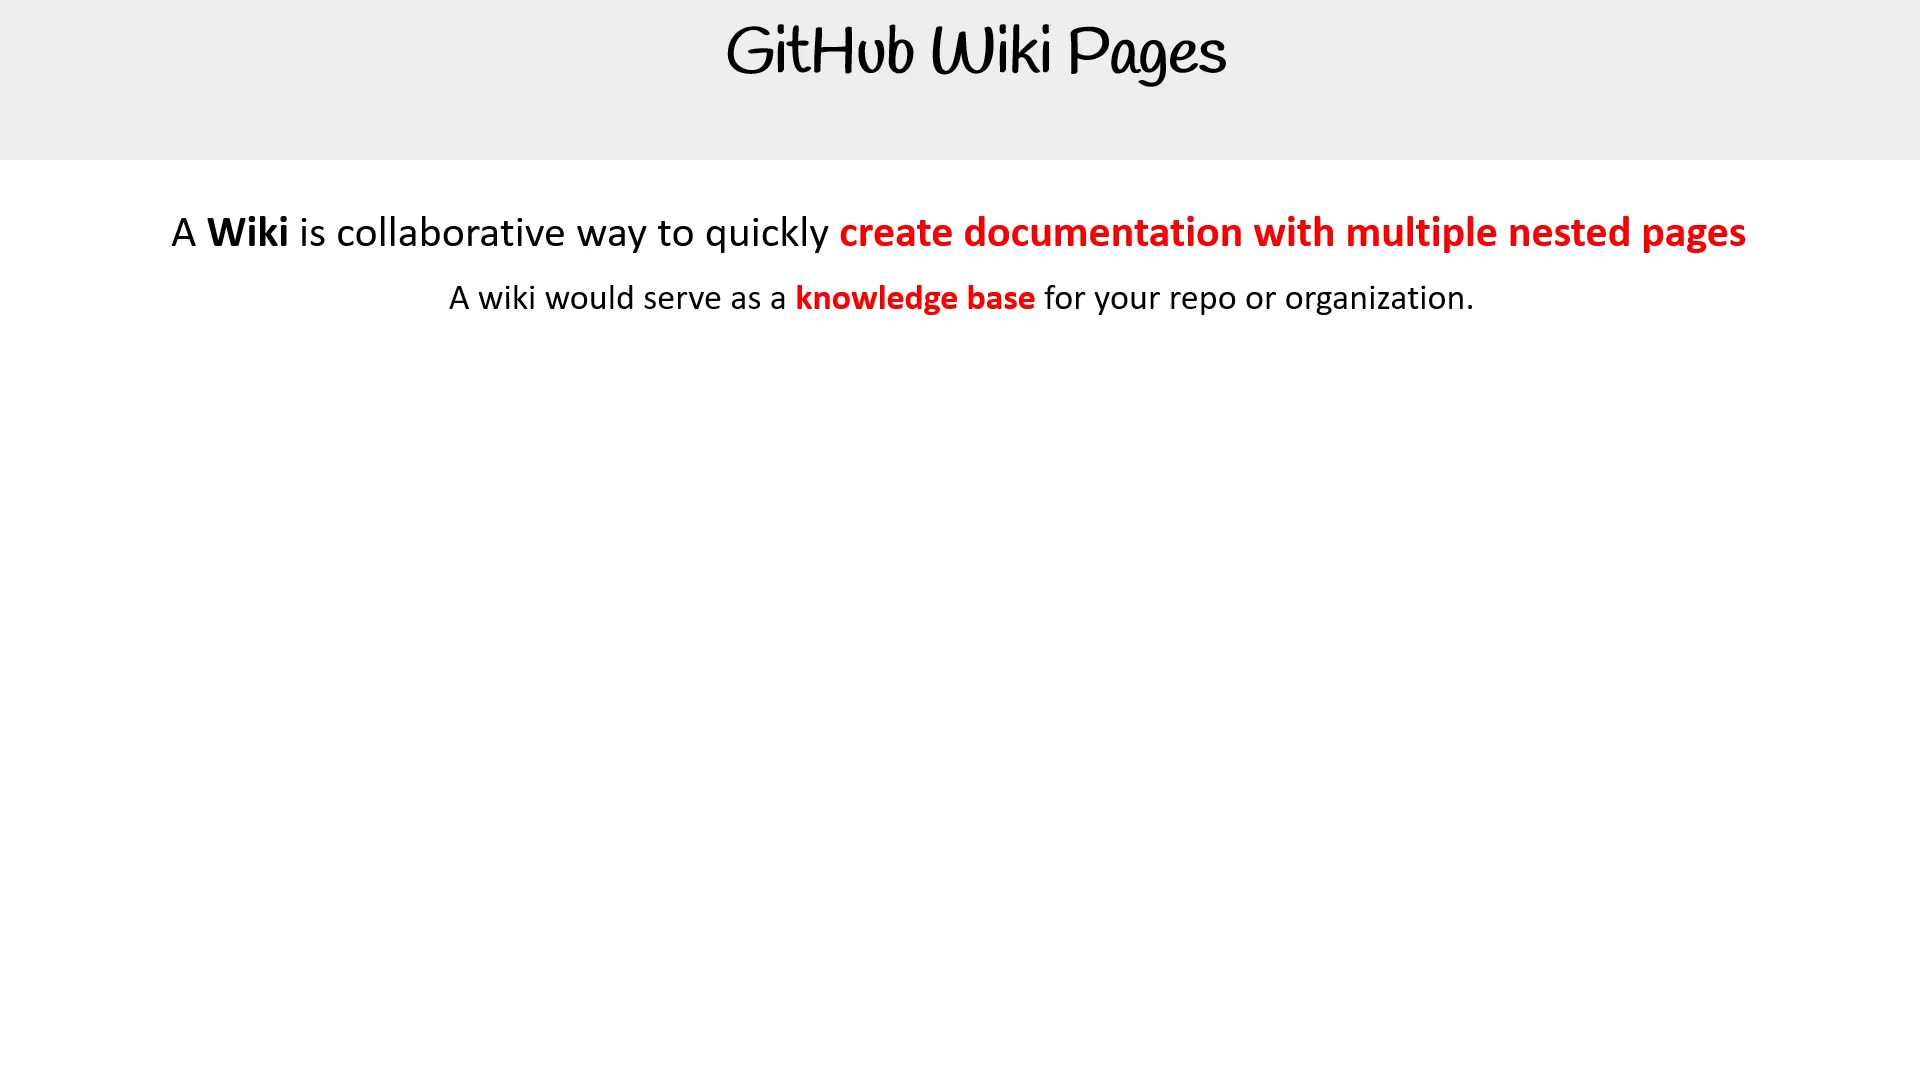 GitHub Wiki Pages
A Wiki is collaborative way to quickly create documentation with multiple nested pages
A wiki would serve as a knowledge base for your repo or organization.